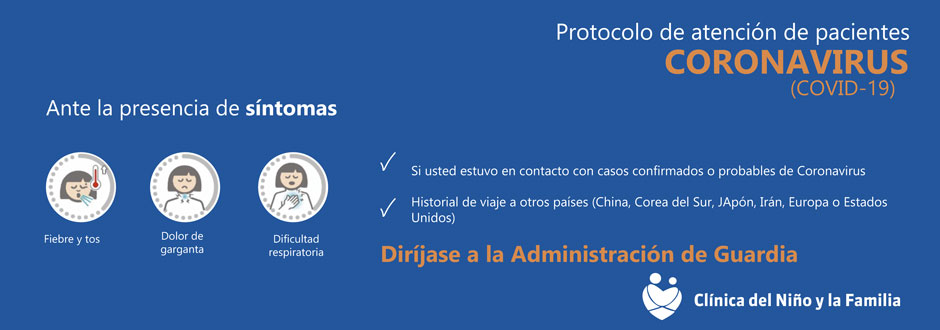 Protocolo de atención de pacientes
CORONAVIRUS
(COVID-19)
Ante la presencia de síntomas
Fiebre y tos
Dolor de
garganta
Dificultad
respiratoria
Si usted estuvo en contacto con casos confirmados o probables de Coronavirus
Historial de viaje a otros países (China, Corea del Sur, JApón, Irán, Europa o Estados
Unidos)
Diríjase a la Administración de Guardia
Clínica del Niño y la Familia